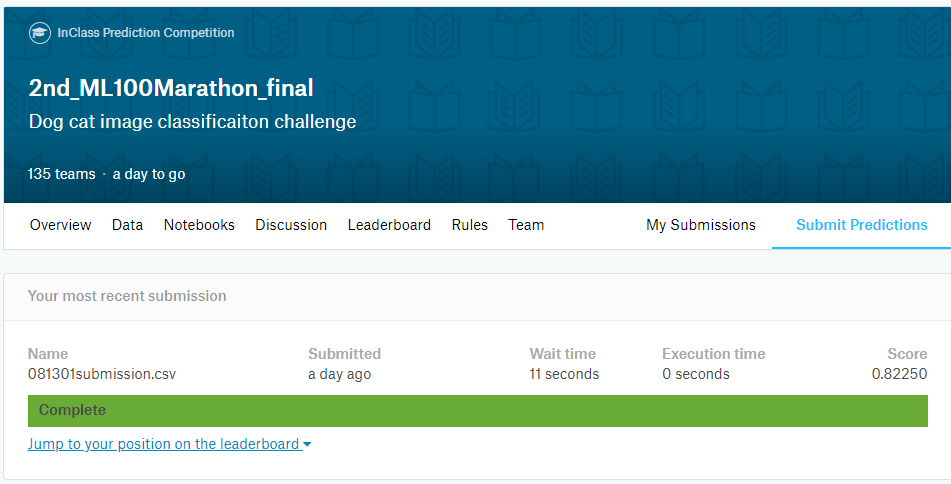 InClass Prediction Competition
2nd_ML100Marathon_final
Dog cat image classificaiton challenge
135 teams · a day to go
Overview Data Notebooks Discussion Leaderboard Rules Team My Submissions Submit Predictions
Your most recent submission
Name Submitted Wait time Execution time Score
081301submission.csv a day ago 11 seconds 0 seconds 0.82250
Complete
Jump to your position on the leaderboard